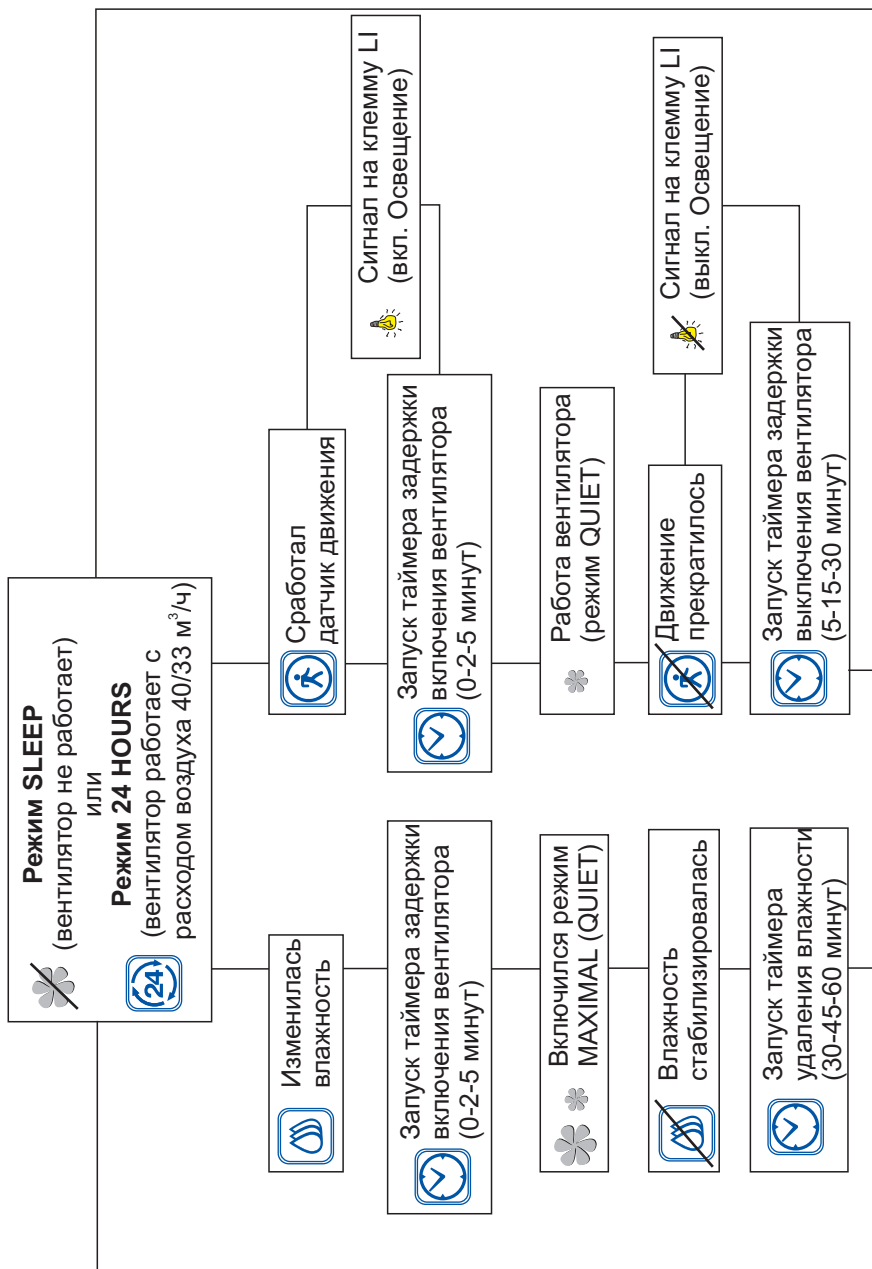 Режим SLEEP
(вентилятор не работает)
или
Режим 24 HOURS
(вентилятор работает с
расходом воздуха 40/33 м³/ч)
24
Изменилась
влажность
Запуск таймера задержки
включения вентилятора
(0-2-5 минут)
Включился режим
MAXIMAL (QUIET)
Влажность
стабилизировалась
Запуск таймера
удаления влажности
(30-45-60 минут)
Сработал
датчик движения
Сигнал на клемму LI
(вкл. Освещение)
Запуск таймера задержки
включения вентилятора
(0-2-5 минут)
Работа вентилятора
(режим QUIET)
Движение
прекратилось
Сигнал на клемму LI
(выкл. Освещение)
Запуск таймера задержки
выключения вентилятора
(5-15-30 минут)